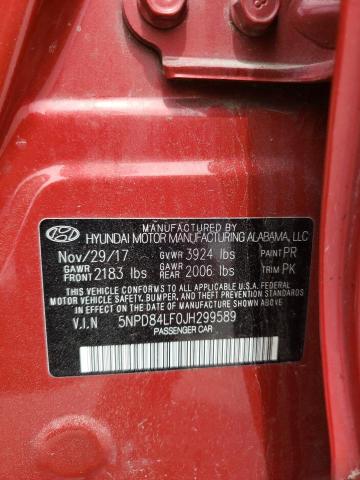 MANUFACTURED BY
HYUNDAI MOTOR MANUFACTURING ALABAMA, LLC
Nov/29/17 GVWR 3924 lbs PAINT PR
GAWR FRONT 2183 lbs GAWR REAR 2006 lbs TRIM PK
THIS VEHICLE CONFORMS TO ALL APPLICABLE U.S.A FEDERAL
MOTOR VEHICLE SAFETY, BUMPER, AND THEFT PREVENTION
STANDARDS IN EFFECT ON THE DATE OF MANUFACTURE SHOWN ABOVE.
V.I.N 5NPD84LF0JH299589
PASSENGER CAR